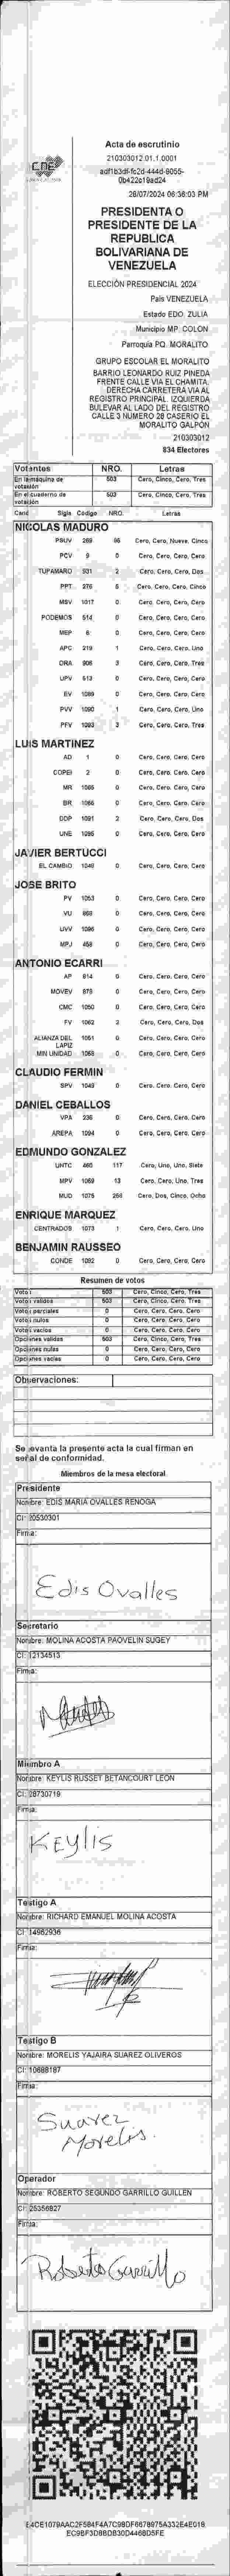 CNE
Acta de escrutinio
210303012.01.1.0001
28/07/2024 06:36:03 PM
PRESIDENTA O
PRESIDENTE DE LA
REPUBLICA
BOLIVARIANA DE
VENEZUELA
ELECCIÓN PRESIDENCIAL 2024
País VENEZUELA
Estado EDO. ZULIA
Municipio MP. COLON
Parroquia PQ. MORALITO
GRUPO ESCOLAR EL MORALITO
BARRIO LEONARDO RUIZ PINEDA
FRENTE CALLE VIA EL CHAMITA.
DERECHA CARRETERA VIA AL
REGISTRO PRINCIPAL. IZQUIERDA
BULEVAR AL LADO DEL REGISTRO
CALLE 3 NUMERO 28 CASERIO EL
MORALITO GALPÓN
210303012
834 Electores
Votantes NRO. Letras
En la máquina de votación 503 Cero, Cinco, Cero, Tres
En el cuaderno de votación 503 Cero, Cinco, Cero, Tres
Cand Sigla Codigo NRO. Letras
NICOLAS MADURO
PSUV 269 95 Cero, Cero, Nueve, Cinco
PCV 9 0 Cero, Cero, Cero, Cero
TUPAMARO 931 2 Cero, Cero, Cero, Dos
PPT 276 5 Cero, Cero, Cero, Cinco
MSV 1017 0 Cero, Cero, Cero, Cero
PODEMOS 514 0 Cero, Cero, Cero, Cero
MEP 6 0 Cero, Cero, Cero, Cero
APC 219 1 Cero, Cero, Cero, Uno
DRA 906 3 Cero, Cero, Cero, Tres
UPV 513 0 Cero, Cero, Cero, Cero
EV 1089 0 Cero, Cero, Cero, Cero
PVV 1090 1 Cero, Cero, Cero, Uno
PFV 1093 3 Cero, Cero, Cero, Tres
LUIS MARTINEZ
AD 1 0 Cero, Cero, Cero, Cero
COPEI 2 0 Cero, Cero, Cero, Cero
MR 1065 0 Cero, Cero, Cero, Cero
BR 1066 0 Cero, Cero, Cero, Cero
DDP 1091 2 Cero, Cero, Cero, Dos
UNE 1095 0 Cero, Cero, Cero, Cero
JAVIER BERTUCCI
EL CAMBIO 1048 0 Cero, Cero, Cero, Cero
JOSE BRITO
PV 1053 0 Cero, Cero, Cero, Cero
VU 869 0 Cero, Cero, Cero, Cero
UVV 1096 0 Cero, Cero, Cero, Cero
MPJ 458 0 Cero, Cero, Cero, Cero
ANTONIO ECARRI
AP 814 0 Cero, Cero, Cero, Cero
MOVEV 879 0 Cero, Cero, Cero, Cero
CMC 1050 0 Cero, Cero, Cero, Cero
FV 1062 2 Cero, Cero, Cero, Dos
ALIANZA DEL LAPIZ 1051 0 Cero, Cero, Cero, Cero
MIN UNIDAD 1068 0 Cero, Cero, Cero, Cero
CLAUDIO FERMIN
SPV 1049 0 Cero, Cero, Cero, Cero
DANIEL CEBALLOS
VPA 236 0 Cero, Cero, Cero, Cero
AREPA 1094 0 Cero, Cero, Cero, Cero
EDMUNDO GONZALEZ
UNTC 460 117 Cero, Uno, Uno, Siete
MPV 1069 13 Cero, Cero, Uno, Tres
MUD 1075 258 Cero, Dos, Cinco, Ocho
ENRIQUE MARQUEZ
CENTRADOS 1073 1 Cero, Cero, Cero, Uno
BENJAMIN RAUSSEO
CONDE 1092 0 Cero, Cero, Cero, Cero
Resumen de votos
Votos 503 Cero, Cinco, Cero, Tres
Votos válidos 503 Cero, Cinco, Cero, Tres
Votos parciales 0 Cero, Cero, Cero, Cero
Votos nulos 0 Cero, Cero, Cero, Cero
Votos vacíos 0 Cero, Cero, Cero, Cero
Opciones válidas 503 Cero, Cinco, Cero, Tres
Opciones nulas 0 Cero, Cero, Cero, Cero
Opciones vacías 0 Cero, Cero, Cero, Cero
Observaciones:
Se levanta la presente acta la cual firman en
señal de conformidad.
Miembros de la mesa electoral
Presidente
Nombre: EDIS MARIA OVALLES RENOGA
CI: 20530301
Firma:
Edis Ovalles
Secretario
Nombre: MOLINA ACOSTA PAOVELIN SUGEY
CI: 12134513
Firma:
Miembro A
Nombre: KEYLIS RUSSET BETANCOURT LEON
CI: 28730719
Firma:
KEylis
Testigo A
Nombre: RICHARD EMANUEL MOLINA ACOSTA
CI: 14962936
Firma:
Testigo B
Nombre: MORELIS YAJAIRA SUAREZ OLIVEROS
CI: 10688187
Firma:
Suarez
Morelis.
Operador
Nombre: ROBERTO SEGUNDO GARRILLO GUILLEN
CI: 25356827
Firma:
Roberto Garrillo